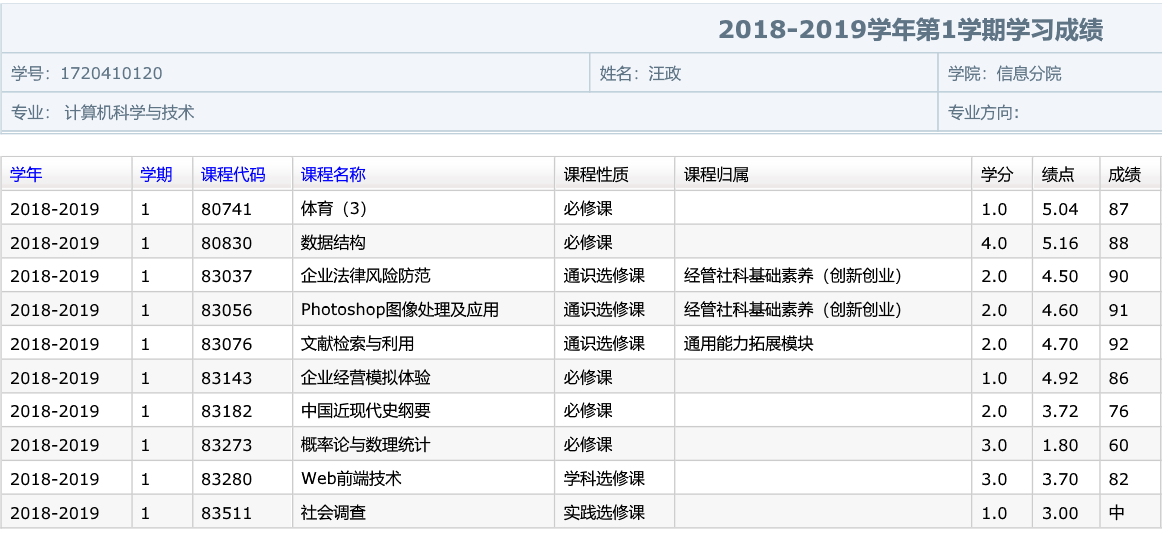 2018-2019学年第1学期学习成绩
学号：1720410120 姓名：汪政 学院：信息分院
专业： 计算机科学与技术 专业方向：
学年 学期 课程代码 课程名称 课程性质 课程归属 学分 绩点 成绩
2018-2019 1 80741 体育（3） 必修课 1.0 5.04 87
2018-2019 1 80830 数据结构 必修课 4.0 5.16 88
2018-2019 1 83037 企业法律风险防范 通识选修课 经管社科基础素养（创新创业） 2.0 4.50 90
2018-2019 1 83056 Photoshop图像处理及应用 通识选修课 经管社科基础素养（创新创业） 2.0 4.60 91
2018-2019 1 83076 文献检索与利用 通识选修课 通用能力拓展模块 2.0 4.70 92
2018-2019 1 83143 企业经营模拟体验 必修课 1.0 4.92 86
2018-2019 1 83182 中国近现代史纲要 必修课 2.0 3.72 76
2018-2019 1 83273 概率论与数理统计 必修课 3.0 1.80 60
2018-2019 1 83280 Web前端技术 学科选修课 3.0 3.70 82
2018-2019 1 83511 社会调查 实践选修课 1.0 3.00 中